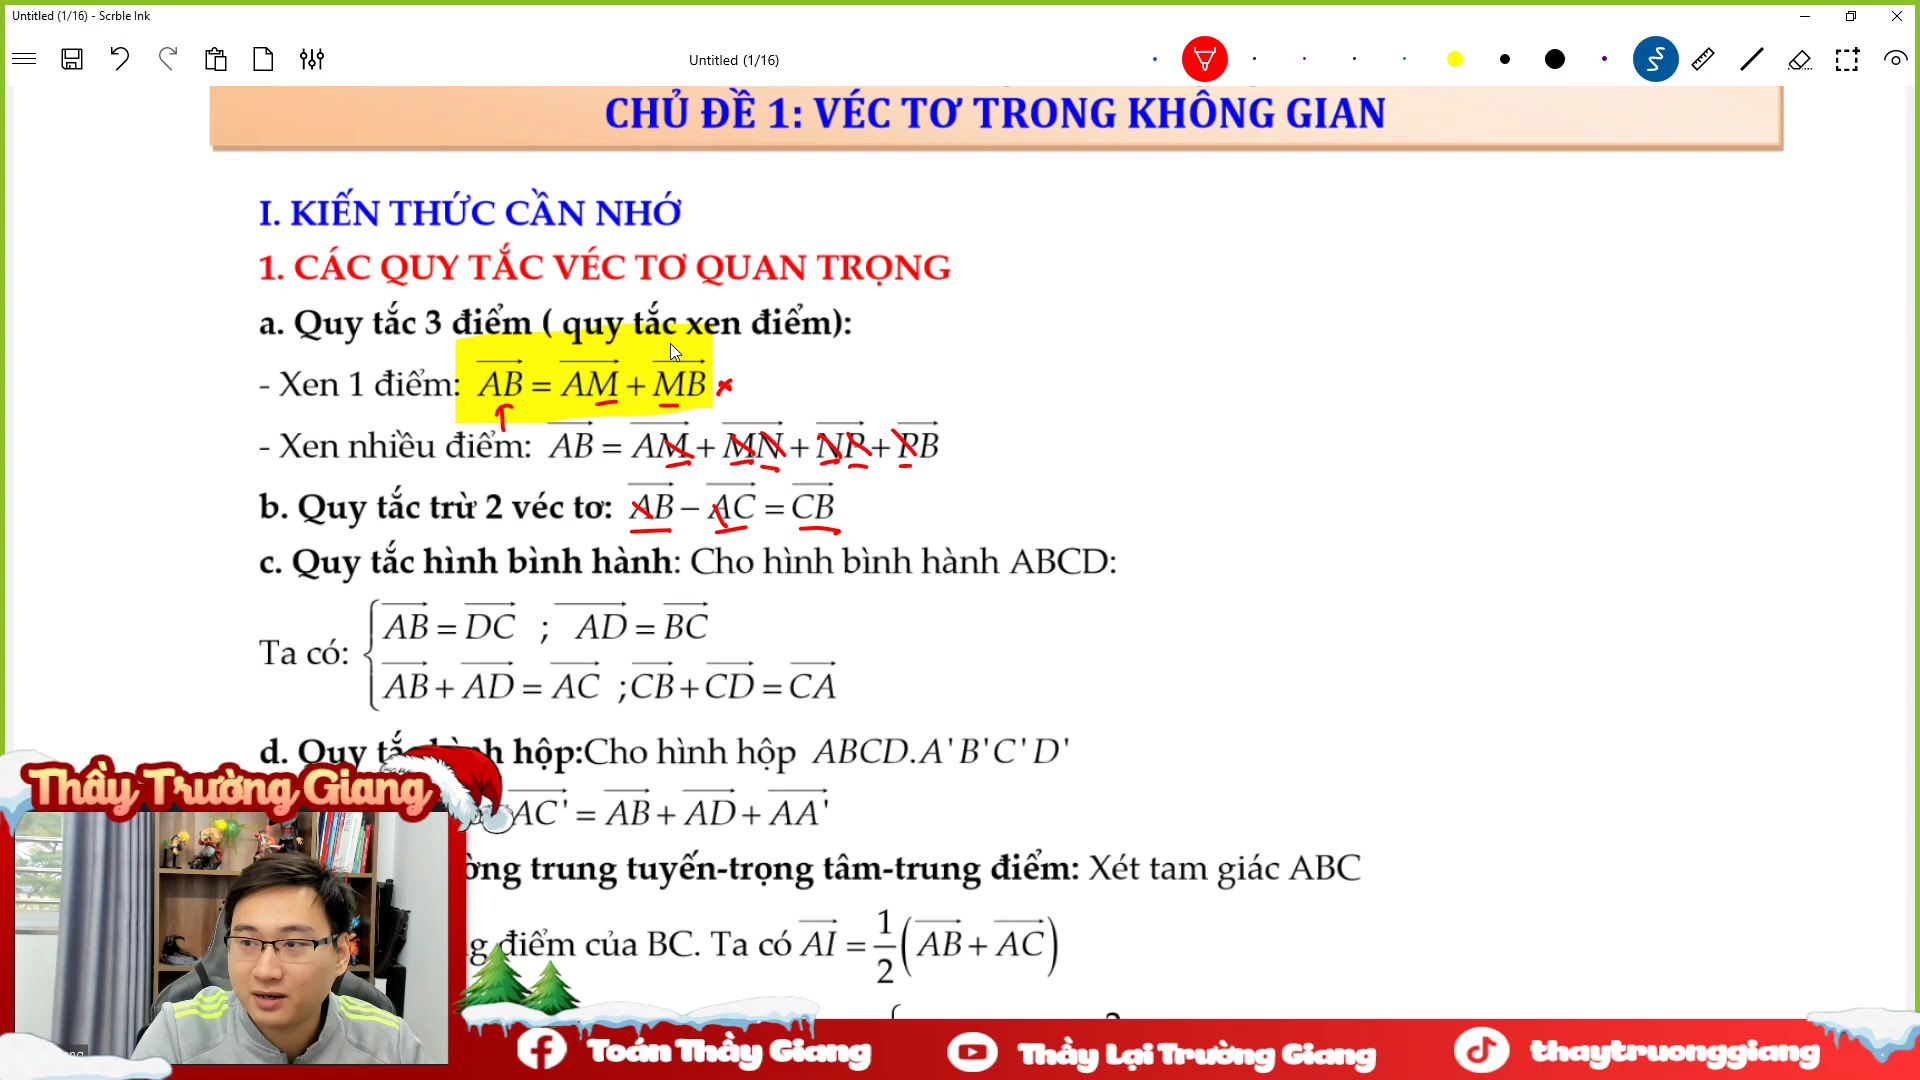 Untitled (1/16) - Scrble Ink
Untitled (1/16)
CHỦ ĐỀ 1: VÉC TƠ TRONG KHÔNG GIAN
I. KIẾN THỨC CẦN NHỚ
1. CÁC QUY TẮC VÉC TƠ QUAN TRỌNG
a. Quy tắc 3 điểm ( quy tắc xen điểm):
- Xen 1 điểm: AB = AM + MB
- Xen nhiều điểm: AB = AM + MN + NP + PB
b. Quy tắc trừ 2 véc tơ: AB − AC = CB
c. Quy tắc hình bình hành: Cho hình bình hành ABCD:
Ta có: AB = DC ; AD = BC
AB + AD = AC ; CB + CD = CA
d. Quy hộp:Cho hình hộp ABCD.A'B'C'D'
AC' = AB + AD + AA'
trung tuyến-trọng tâm-trung điểm: Xét tam giác ABC
điểm của BC. Ta có AI = 1/2 (AB + AC)
Thầy Trường Giang
Toán Thầy Giang
Thầy Lại Trường Giang
thaytruonggiang